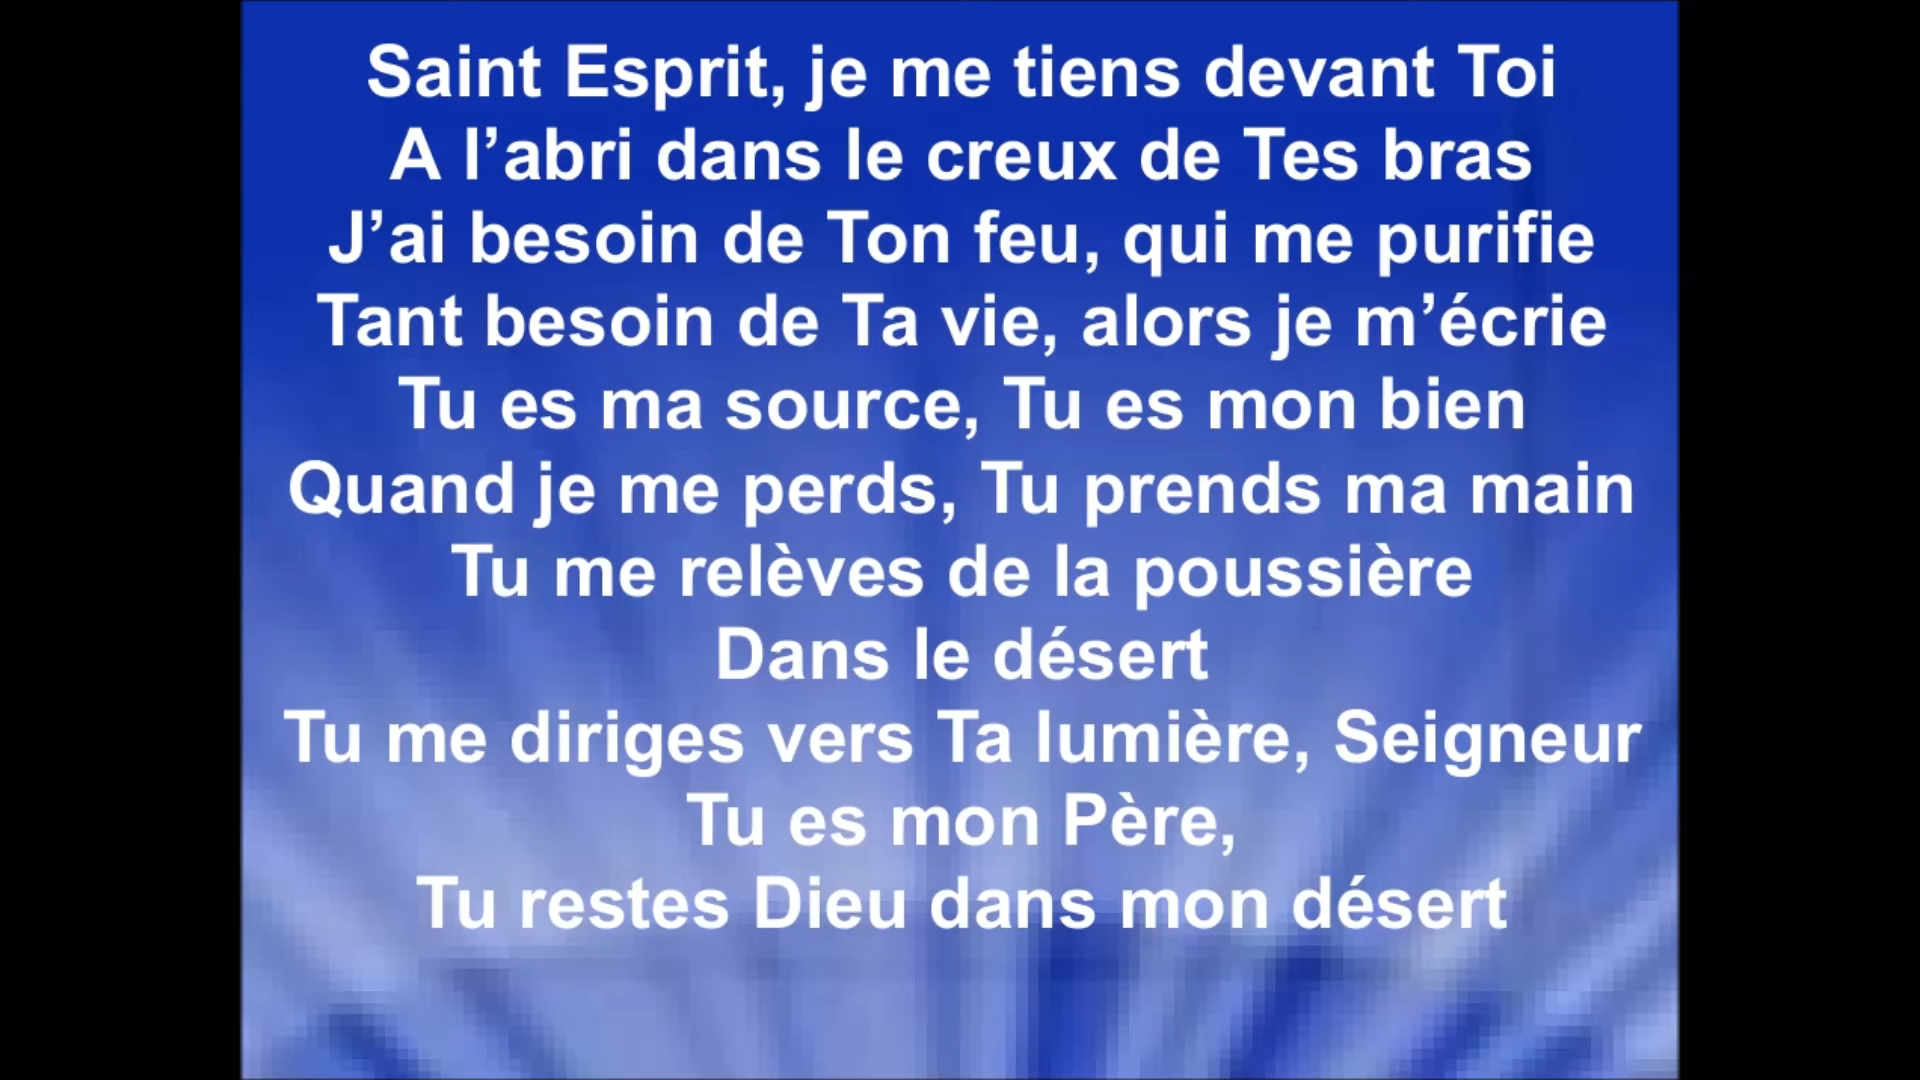 Saint Esprit, je me tiens devant Toi
A l’abri dans le creux de Tes bras
J’ai besoin de Ton feu, qui me purifie
Tant besoin de Ta vie, alors je m’écrie
Tu es ma source, Tu es mon bien
Quand je me perds, Tu prends ma main
Tu me relèves de la poussière
Dans le désert
Tu me diriges vers Ta lumière, Seigneur
Tu es mon Père,
Tu restes Dieu dans mon désert